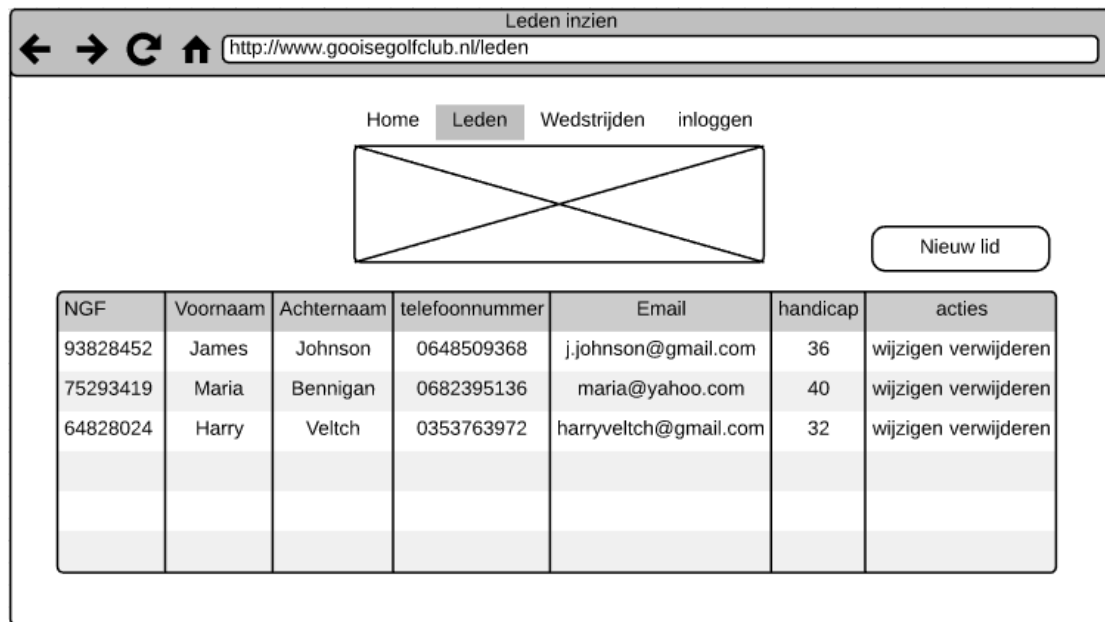 Leden inzien
http://www.gooisegolfclub.nl/leden
Home Leden Wedstrijden inloggen
Nieuw lid
NGF Voornaam Achternaam telefoonnummer Email handicap acties
93828452 James Johnson 0648509368 j.johnson@gmail.com 36 wijzigen verwijderen
75293419 Maria Bennigan 0682395136 maria@yahoo.com 40 wijzigen verwijderen
64828024 Harry Veltch 0353763972 harryveltch@gmail.com 32 wijzigen verwijderen